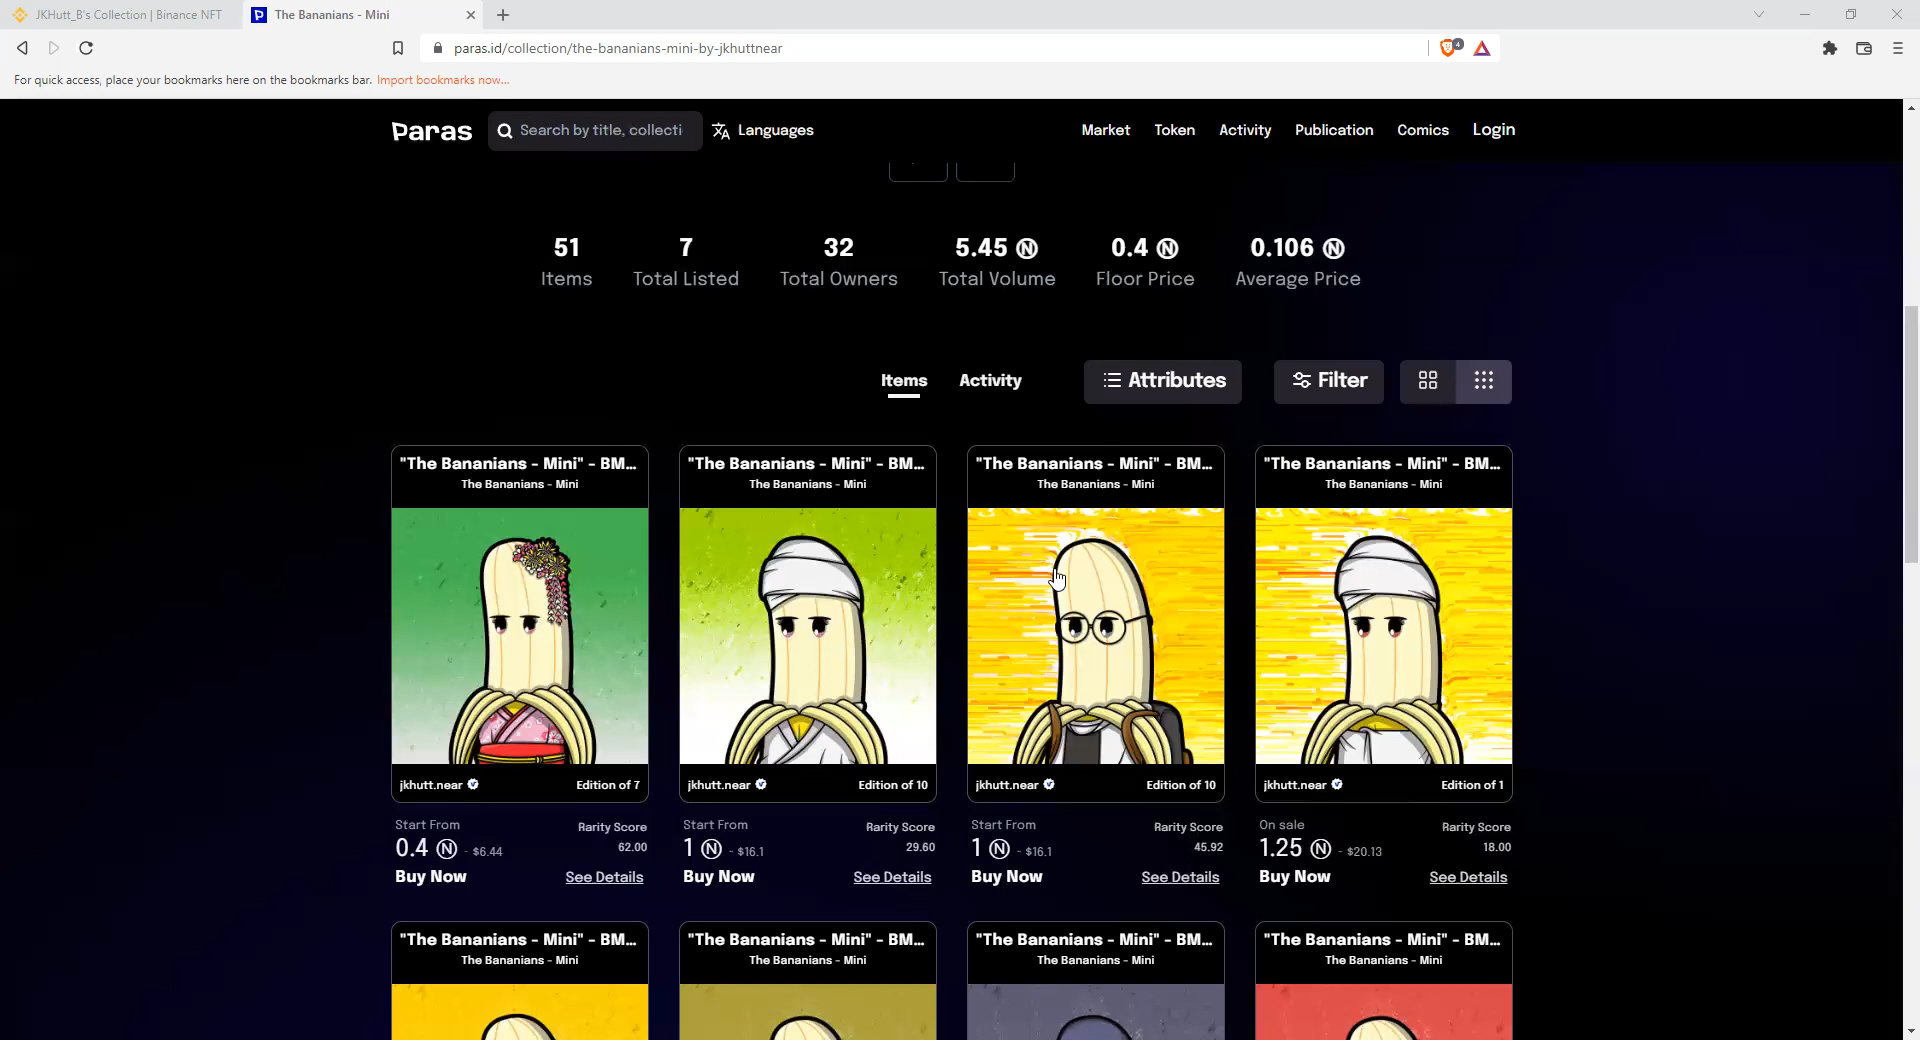 JKHutt_B's Collection | Binance NFT
The Bananians - Mini
paras.id/collection/the-bananians-mini-by-jkhuttnear
4
For quick access, place your bookmarks here on the bookmarks bar. Import bookmarks now...
Paras
Search by title, collecti
Languages
Market
Token
Activity
Publication
Comics
Login
51
Items
7
Total Listed
32
Total Owners
5.45 N
Total Volume
0.4 N
Floor Price
0.106 N
Average Price
Items
Activity
Attributes
Filter
"The Bananians - Mini" - BM...
The Bananians - Mini
jkhutt.near
Edition of 7
Start From
Rarity Score
0.4 N - $6.44
62.00
Buy Now
See Details
"The Bananians - Mini" - BM...
The Bananians - Mini
jkhutt.near
Edition of 10
Start From
Rarity Score
1 N - $16.1
29.60
Buy Now
See Details
"The Bananians - Mini" - BM...
The Bananians - Mini
jkhutt.near
Edition of 10
Start From
Rarity Score
1 N - $16.1
45.92
Buy Now
See Details
"The Bananians - Mini" - BM...
The Bananians - Mini
jkhutt.near
Edition of 1
On sale
Rarity Score
1.25 N - $20.13
18.00
Buy Now
See Details
"The Bananians - Mini" - BM...
The Bananians - Mini
"The Bananians - Mini" - BM...
The Bananians - Mini
"The Bananians - Mini" - BM...
The Bananians - Mini
"The Bananians - Mini" - BM...
The Bananians - Mini